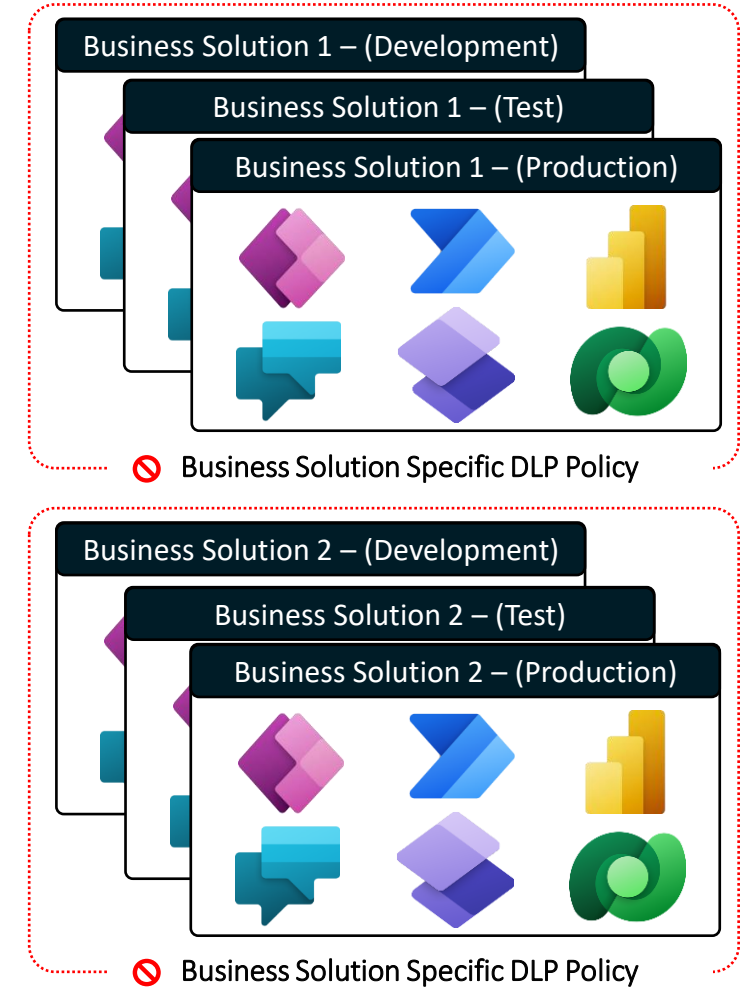 Business Solution 1 – (Development)
Business Solution 1 – (Test)
Business Solution 1 – (Production)
Business Solution Specific DLP Policy
Business Solution 2 – (Development)
Business Solution 2 – (Test)
Business Solution 2 – (Production)
Business Solution Specific DLP Policy